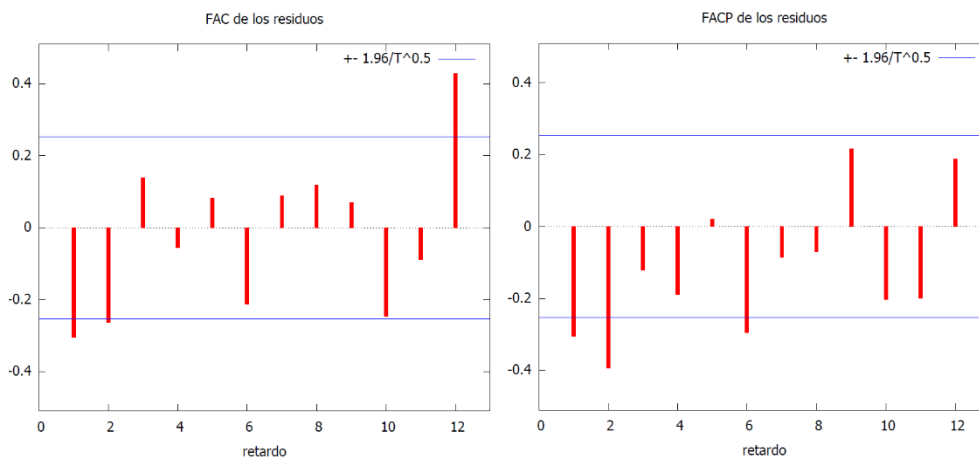 FAC de los residuos
+- 1.96/T^0.5
0.4
0.2
0
-0.2
-0.4
0 2 4 6 8 10 12
retardo
FACP de los residuos
+- 1.96/T^0.5
0.4
0.2
0
-0.2
-0.4
0 2 4 6 8 10 12
retardo